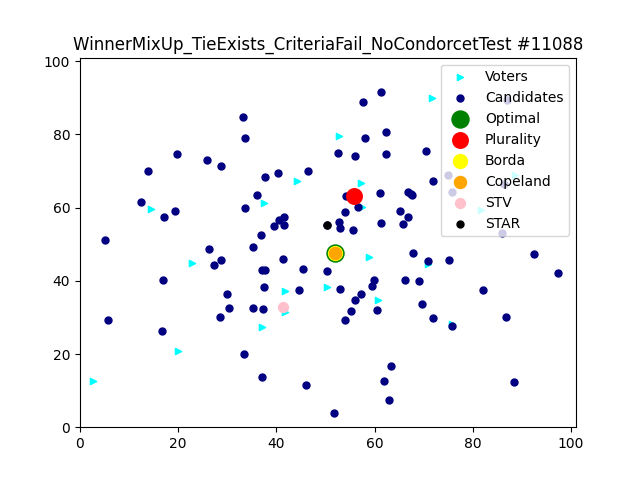 WinnerMixUp_TieExists_CriteriaFail_NoCondorcetTest #11088
100
80
60
40
20
0
0 20 40 60 80 100
Voters
Candidates
Optimal
Plurality
Borda
Copeland
STV
STAR